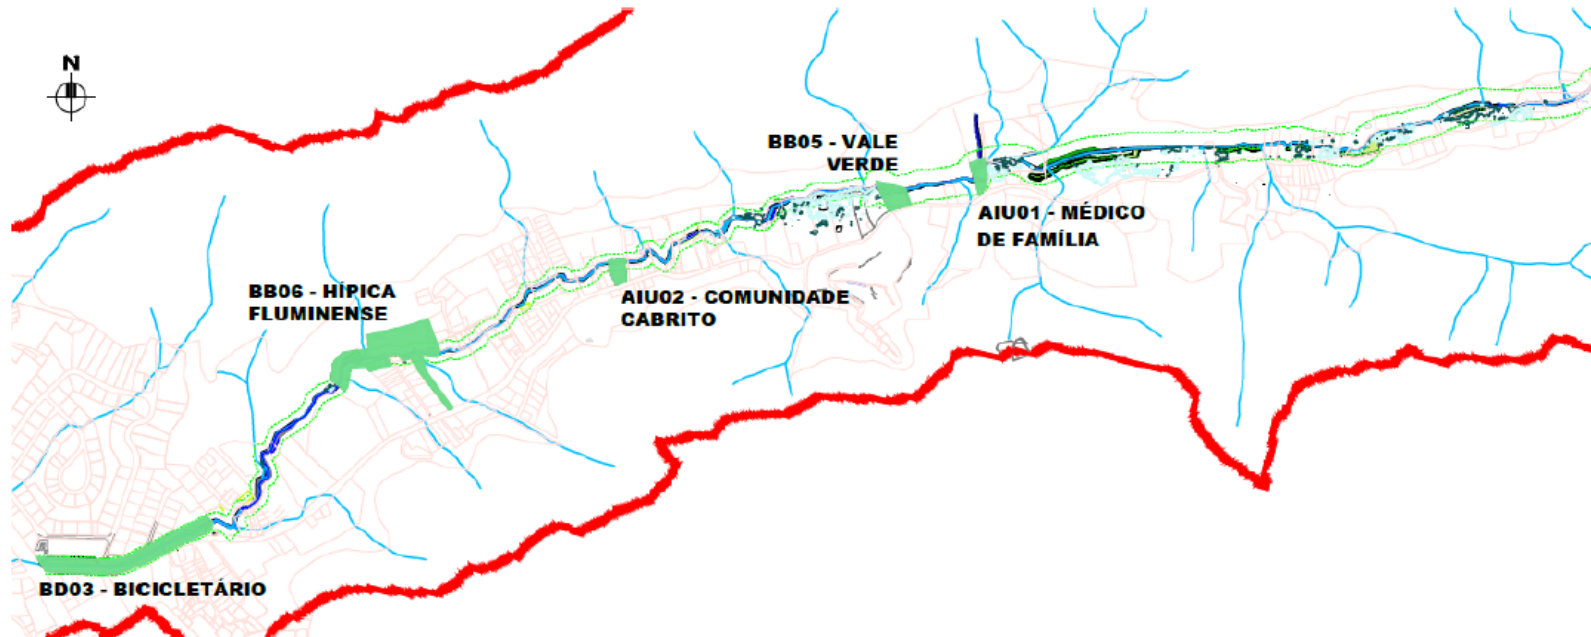 N
BB05 - VALE
VERDE
AIU01 - MÉDICO
DE FAMÍLIA
BB06 - HÍPICA
FLUMINENSE
AIU02 - COMUNIDADE
CABRITO
BD03 - BICICLETÁRIO